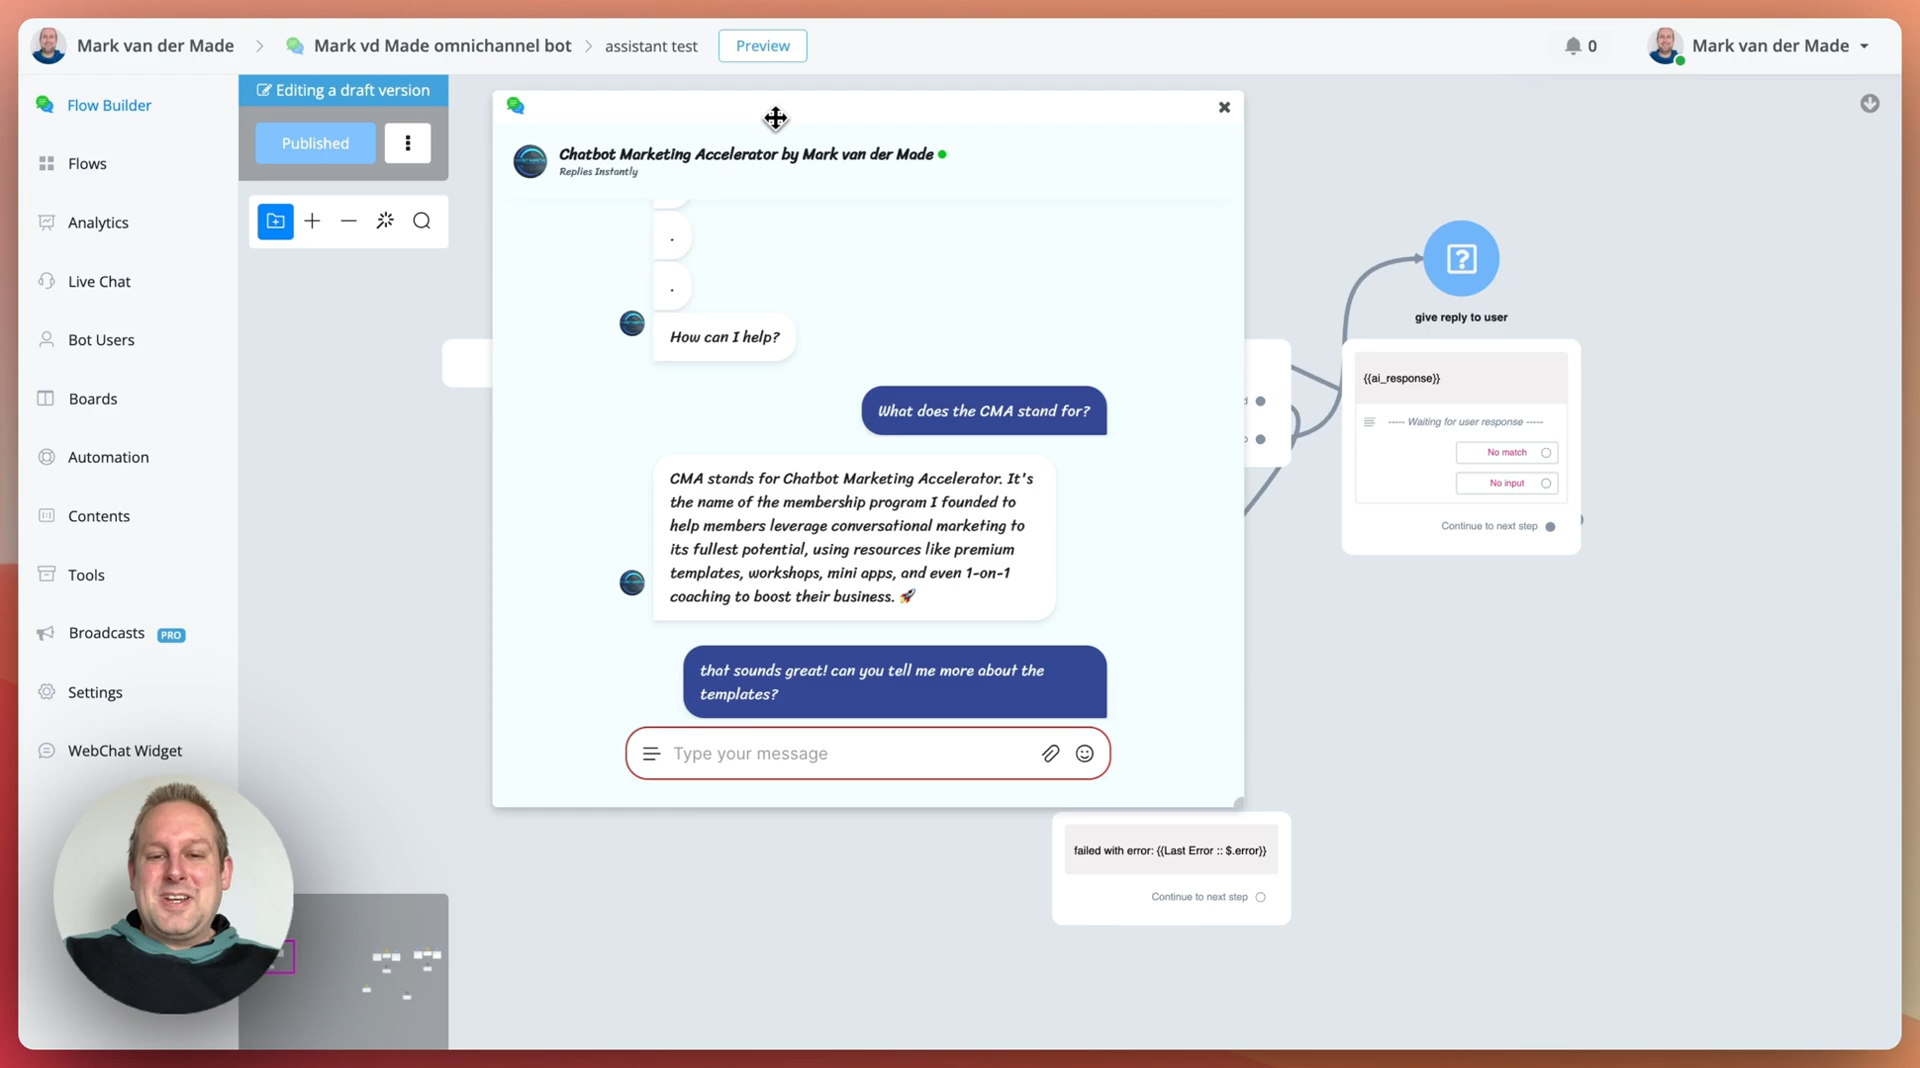 Mark van der Made
Mark vd Made omnichannel bot
assistant test
Preview
0
Mark van der Made
Flow Builder
Flows
Analytics
Live Chat
Bot Users
Boards
Automation
Contents
Tools
Broadcasts PRO
Settings
WebChat Widget
Editing a draft version
Published
Chatbot Marketing Accelerator by Mark van der Made
Replies Instantly
.
.
How can I help?
What does the CMA stand for?
CMA stands for Chatbot Marketing Accelerator. It's
the name of the membership program I founded to
help members leverage conversational marketing to
its fullest potential, using resources like premium
templates, workshops, mini apps, and even 1-on-1
coaching to boost their business. 🚀
that sounds great! can you tell me more about the
templates?
Type your message
give reply to user
{{ai_response}}
----- Waiting for user response -----
No match
No input
Continue to next step
failed with error: {{Last Error :: $.error}}
Continue to next step